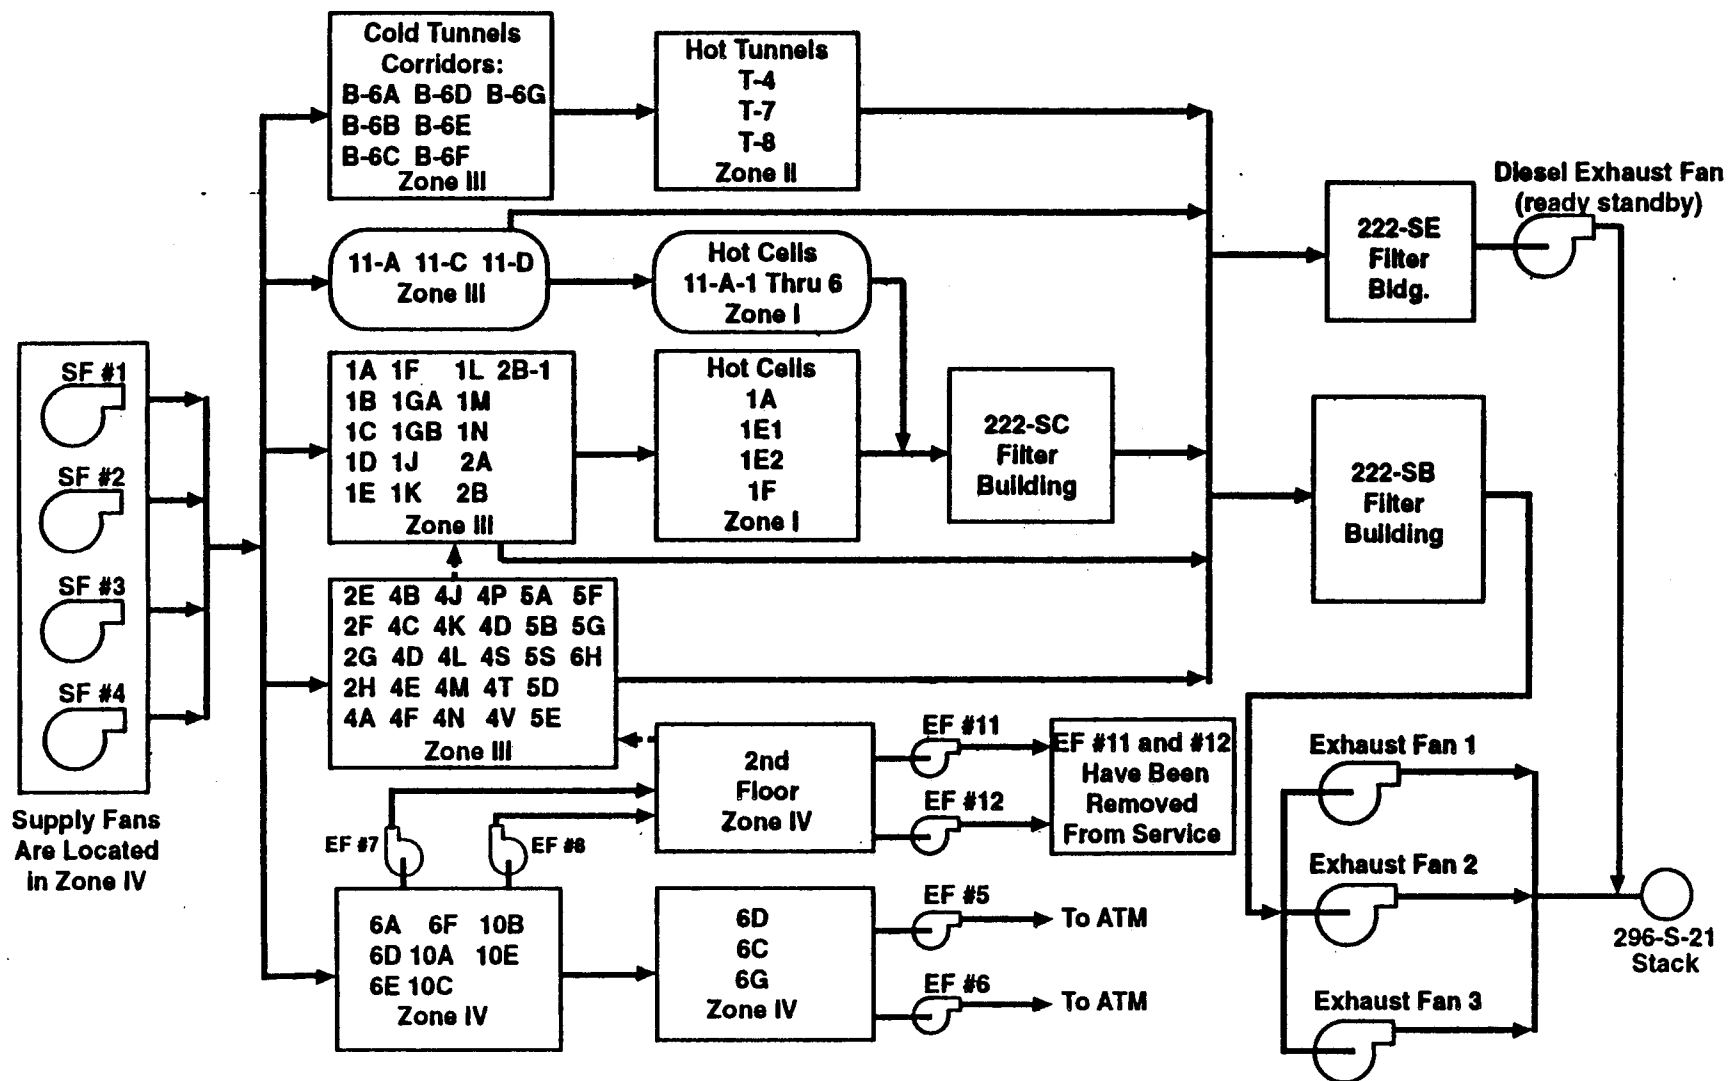 Cold Tunnels
Corridors:
B-6A B-6D B-6G
B-6B B-6E
B-6C B-6F
Zone III
Hot Tunnels
T-4
T-7
T-8
Zone II
11-A 11-C 11-D
Zone III
Hot Cells
11-A-1 Thru 6
Zone I
1A 1F 1L 2B-1
1B 1GA 1M
1C 1GB 1N
1D 1J 2A
1E 1K 2B
Zone III
Hot Cells
1A
1E1
1E2
1F
Zone I
222-SC
Filter
Building
222-SE
Filter
Bldg.
Diesel Exhaust Fan
(ready standby)
222-SB
Filter
Building
SF #1
SF #2
SF #3
SF #4
Supply Fans
Are Located
in Zone IV
2E 4B 4J 4P 5A 5F
2F 4C 4K 4D 5B 5G
2G 4D 4L 4S 5S 6H
2H 4E 4M 4T 5D
4A 4F 4N 4V 5E
Zone III
EF #7
EF #8
2nd
Floor
Zone IV
EF #11
EF #12
EF #11 and #12
Have Been
Removed
From Service
6A 6F 10B
6D 10A 10E
6E 10C
Zone IV
6D
6C
6G
Zone IV
EF #5
To ATM
EF #6
To ATM
Exhaust Fan 1
Exhaust Fan 2
Exhaust Fan 3
296-S-21
Stack